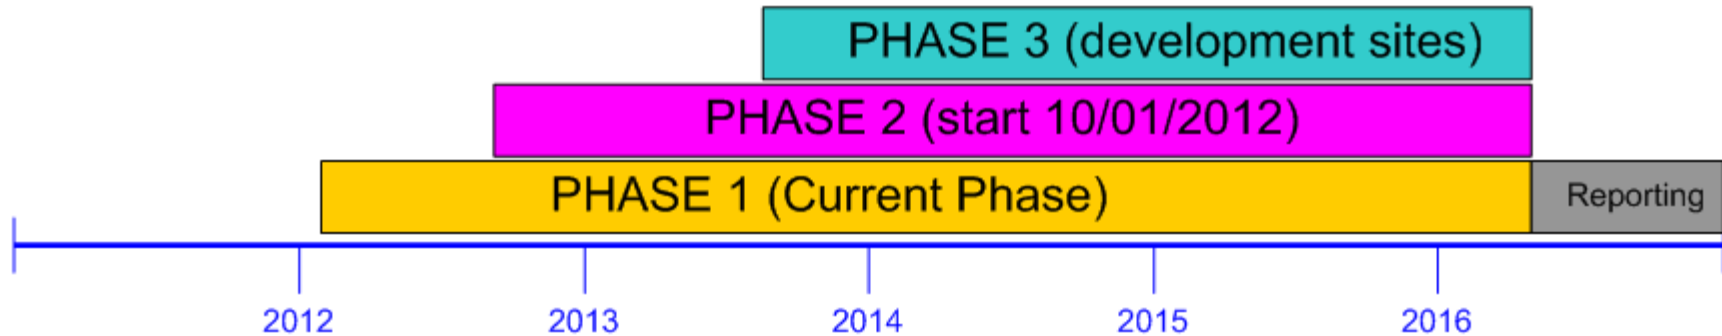 PHASE 3 (development sites)
PHASE 2 (start 10/01/2012)
PHASE 1 (Current Phase)
Reporting
2012
2013
2014
2015
2016